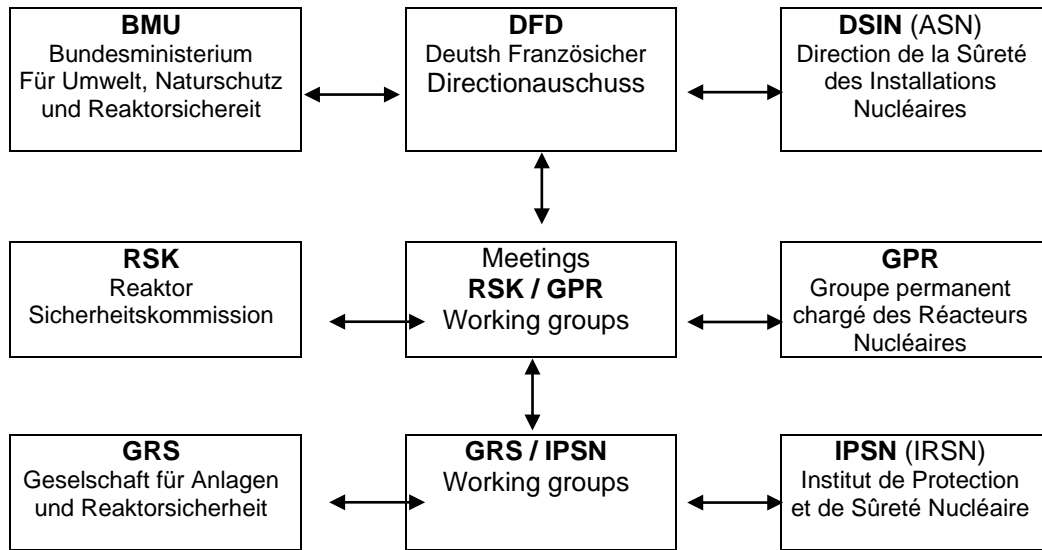 BMU
Bundesministerium
Für Umwelt, Naturschutz
und Reaktorsichereit
DFD
Deutsh Französicher
Directionauschuss
DSIN (ASN)
Direction de la Sûreté
des Installations
Nucléaires
RSK
Reaktor
Sicherheitskommission
Meetings
RSK / GPR
Working groups
GPR
Groupe permanent
chargé des Réacteurs
Nucléaires
GRS
Geselschaft für Anlagen
und Reaktorsicherheit
GRS / IPSN
Working groups
IPSN (IRSN)
Institut de Protection
et de Sûreté Nucléaire